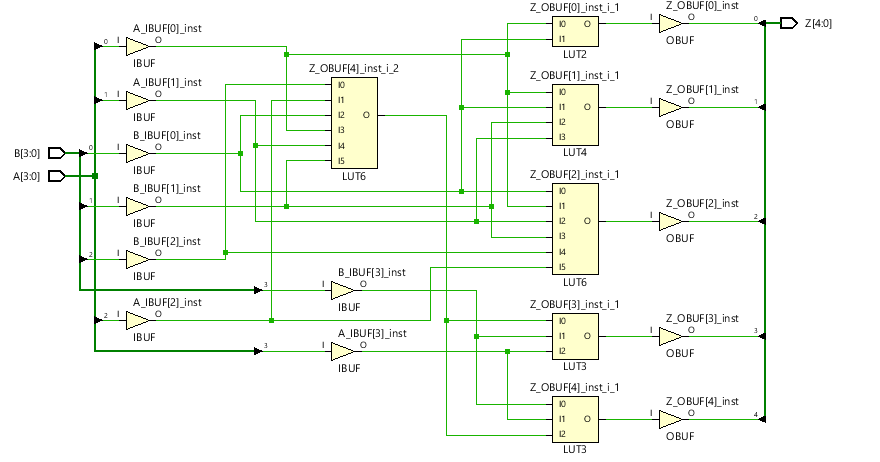 Z_OBUF[0]_inst_i_1
Z_OBUF[0]_inst
I0 O
I1
LUT2
I O
OBUF
0
Z[4:0]
A_IBUF[0]_inst
0 I O
IBUF
Z_OBUF[4]_inst_i_2
I0
I1
I2 O
I3
I4
I5
LUT6
Z_OBUF[1]_inst_i_1
I0
I1 O
I2
I3
LUT4
Z_OBUF[1]_inst
I O
OBUF
1
A_IBUF[1]_inst
1 I O
IBUF
B_IBUF[0]_inst
B[3:0]
0 I O
IBUF
A[3:0]
B_IBUF[1]_inst
1 I O
IBUF
Z_OBUF[2]_inst_i_1
I0
I1
I2 O
I3
I4
I5
LUT6
Z_OBUF[2]_inst
I O
OBUF
2
B_IBUF[2]_inst
2 I O
IBUF
B_IBUF[3]_inst
3 I O
IBUF
A_IBUF[2]_inst
2 I O
IBUF
Z_OBUF[3]_inst_i_1
I0
I1 O
I2
LUT3
Z_OBUF[3]_inst
I O
OBUF
3
A_IBUF[3]_inst
3 I O
IBUF
Z_OBUF[4]_inst_i_1
I0
I1 O
I2
LUT3
Z_OBUF[4]_inst
I O
OBUF
4